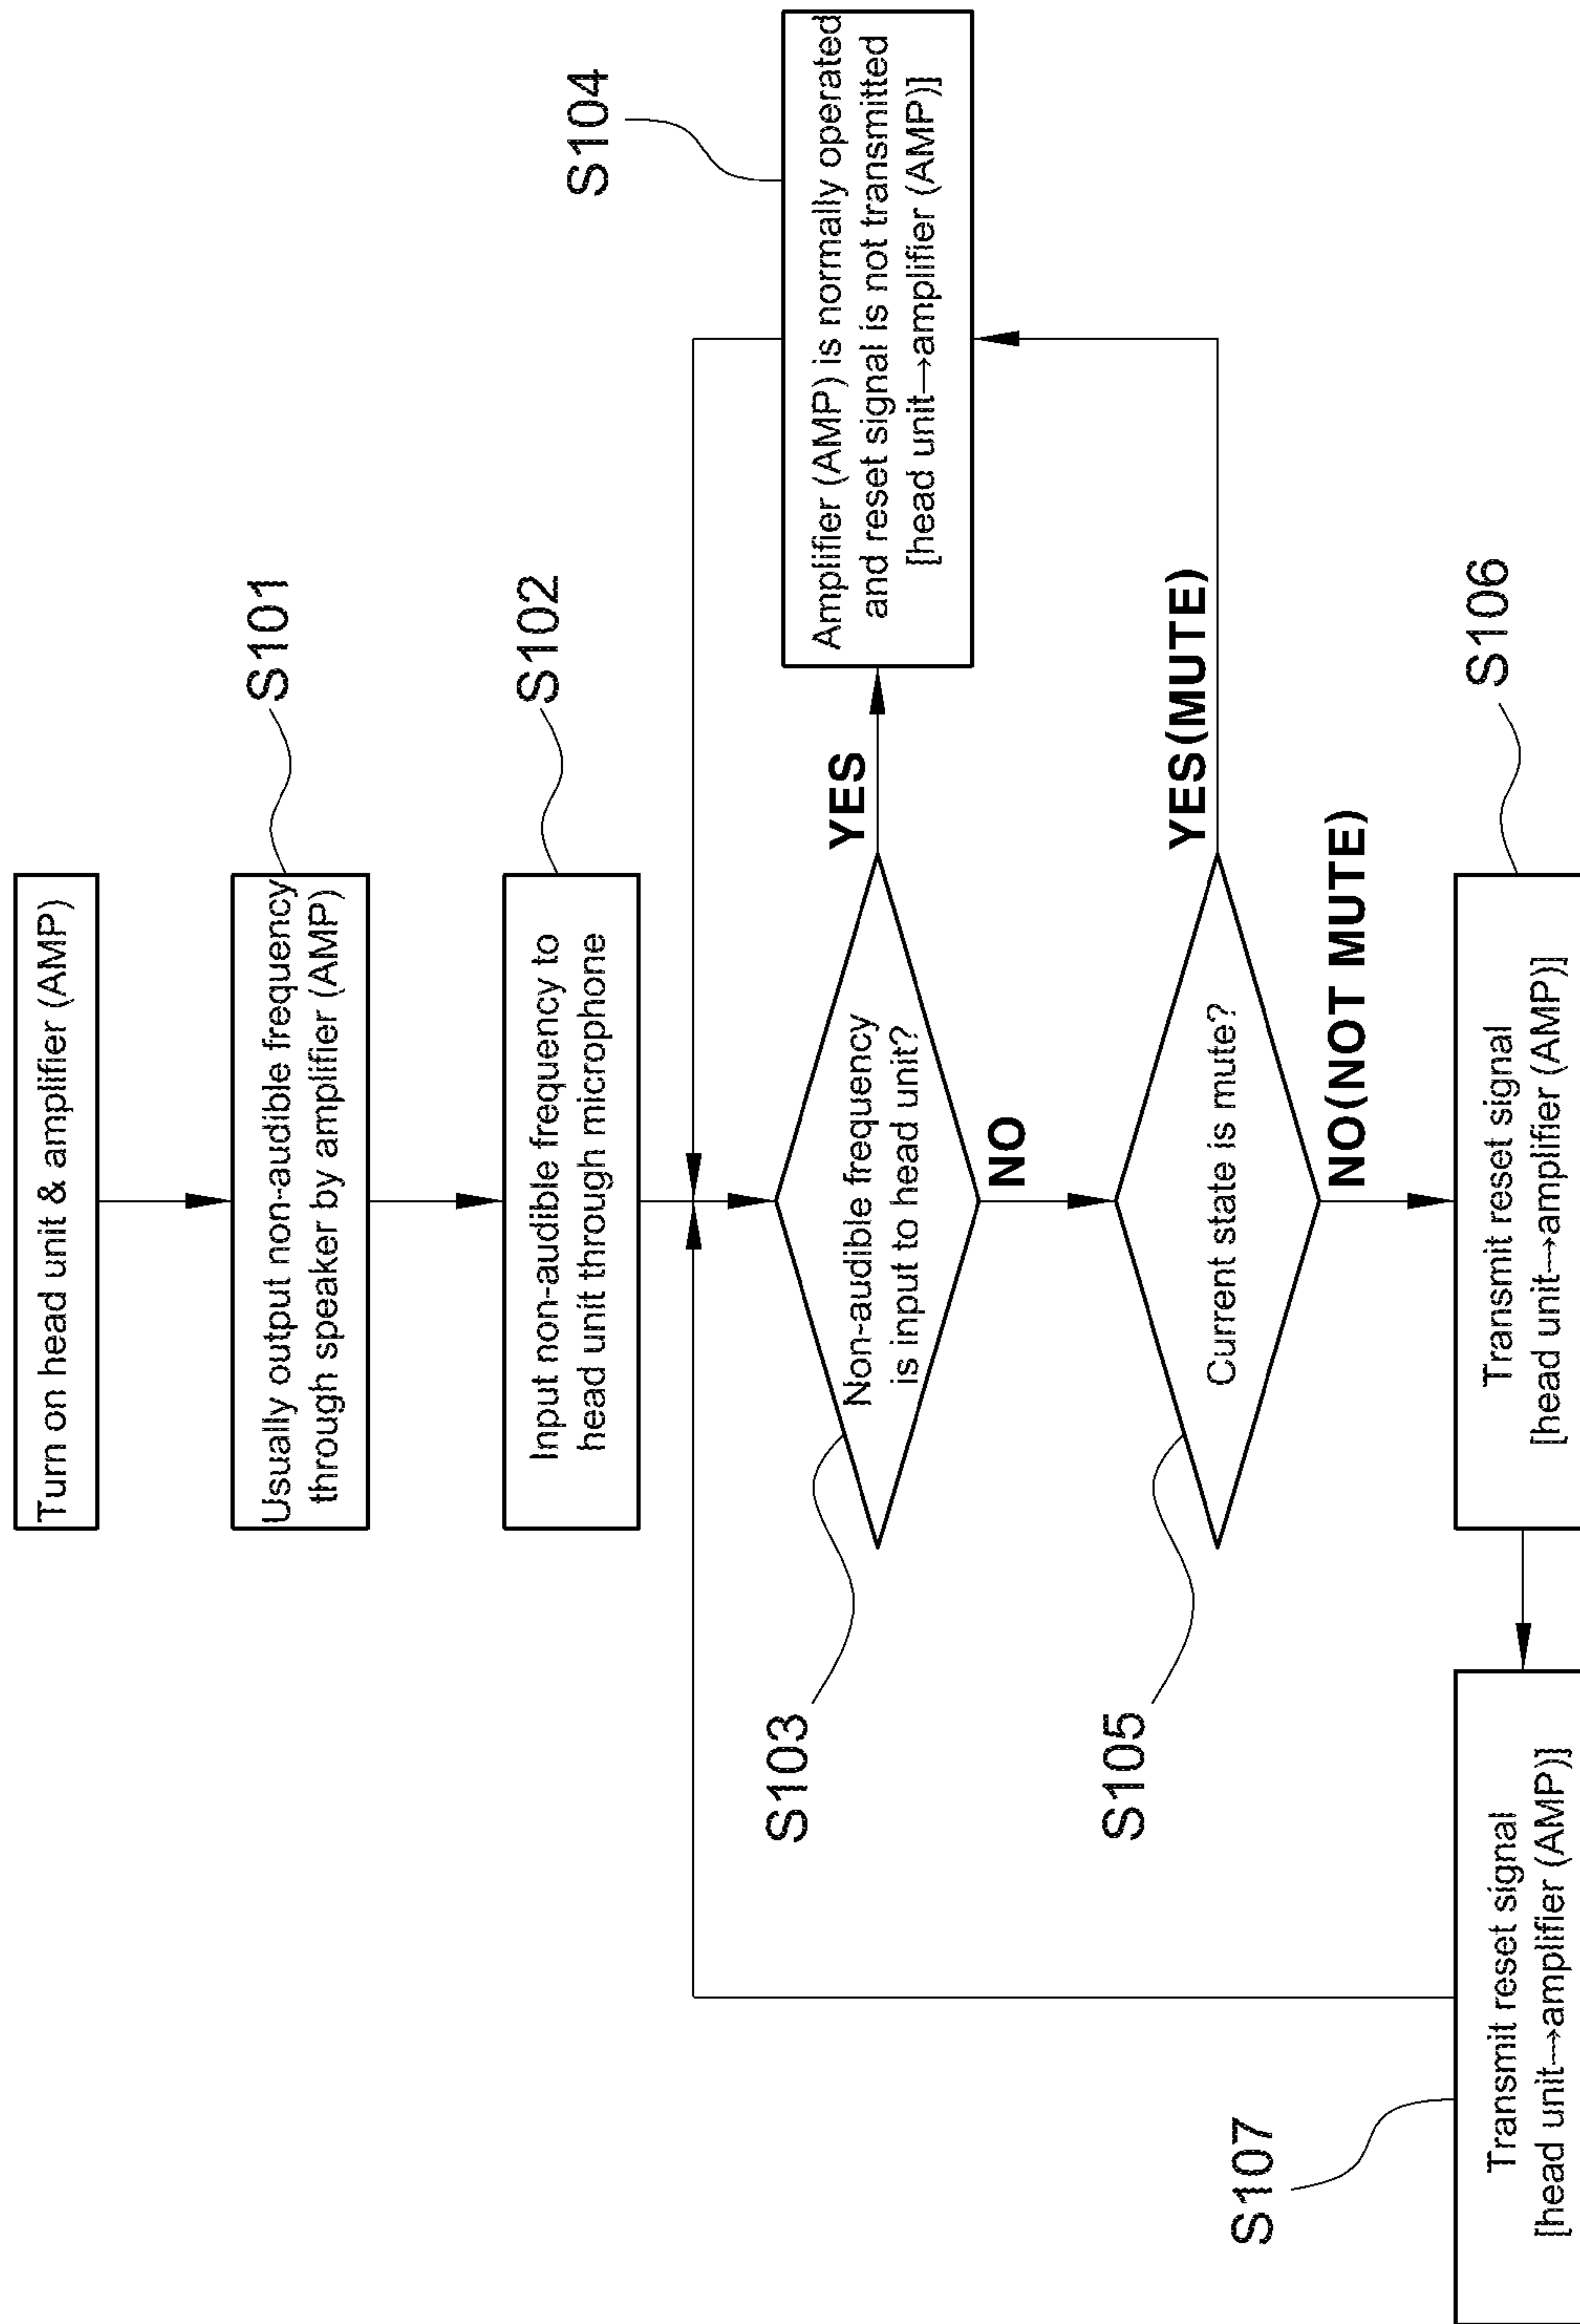 Turn on head unit & amplifier (AMP)
Usually output non-audible frequency
through speaker by amplifier (AMP)
S101
Input non-audible frequency to
head unit through microphone
S102
Non-audible frequency
is input to head unit?
S103
YES
Amplifier (AMP) is normally operated
and reset signal is not transmitted
[head unit→amplifier (AMP)]
S104
NO
Current state is mute?
S105
YES(MUTE)
NO(NOT MUTE)
Transmit reset signal
[head unit→amplifier (AMP)]
S106
Transmit reset signal
[head unit→amplifier (AMP)]
S107